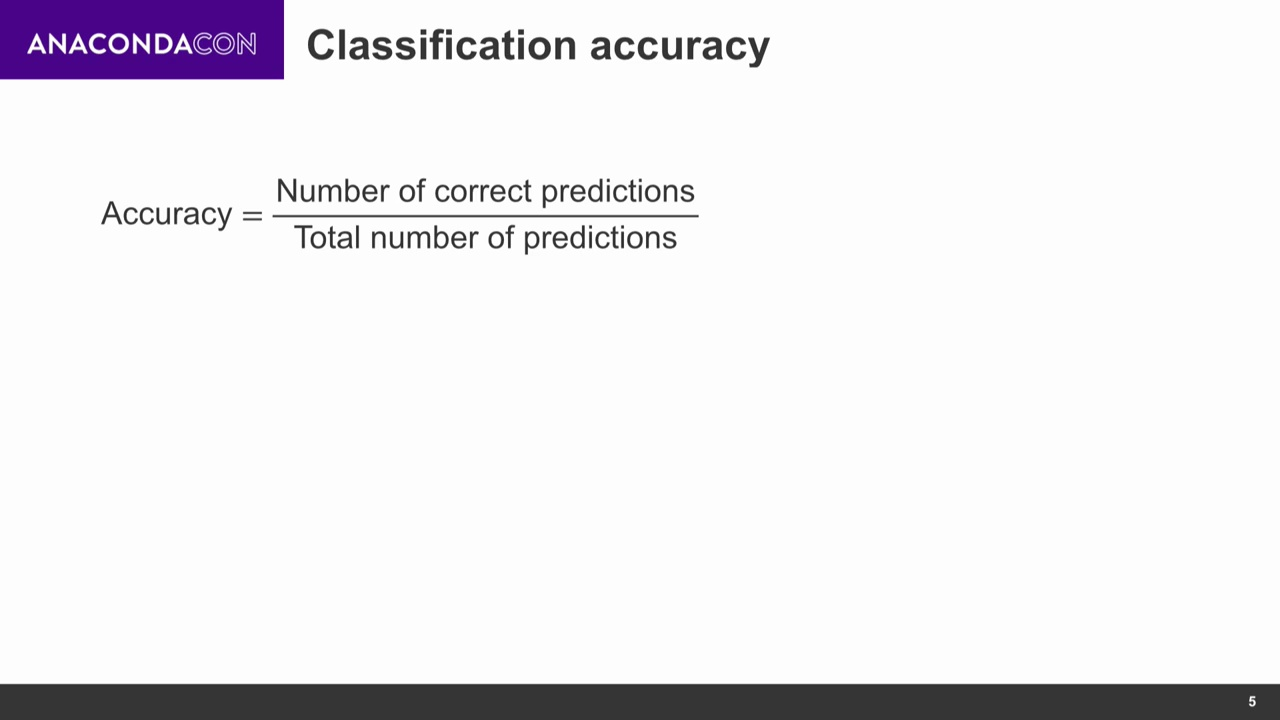 ANACONDACON
Classification accuracy
Number of correct predictions
Accuracy =
Total number of predictions
5